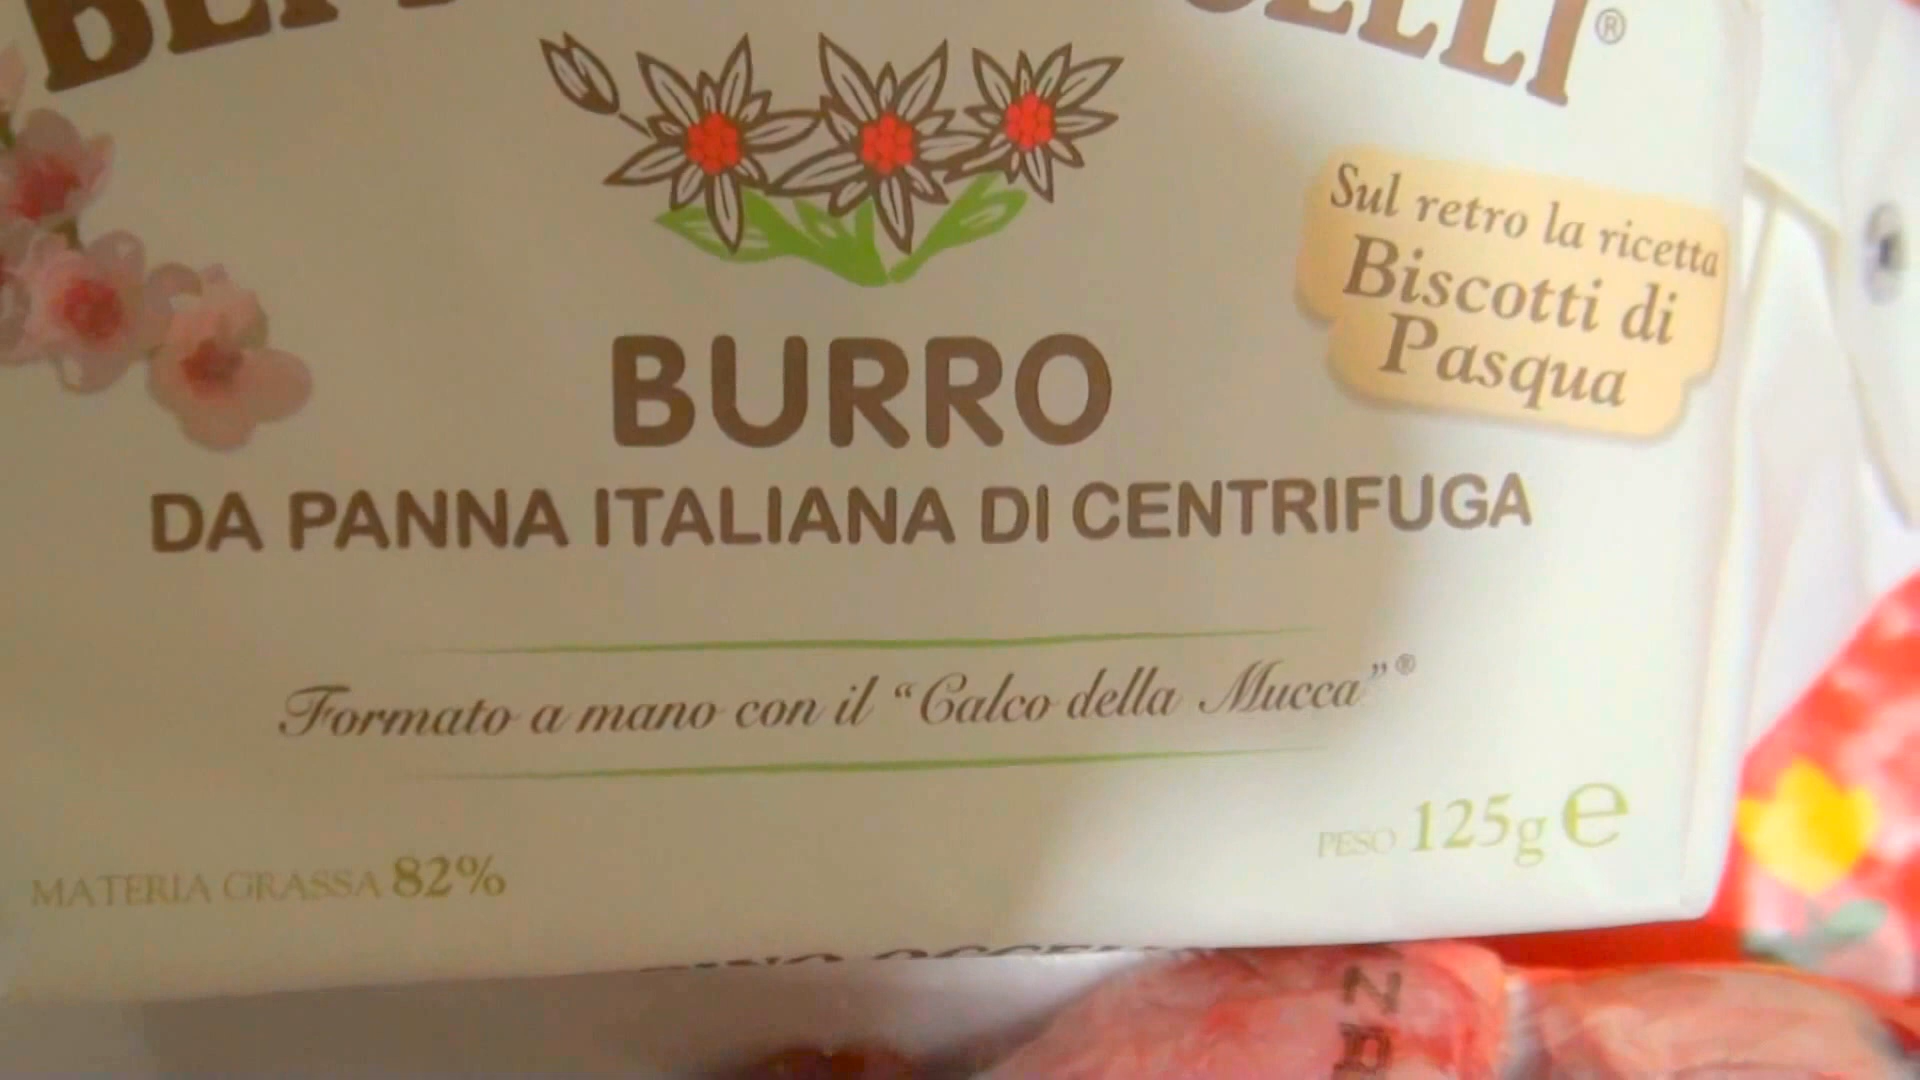 Sul retro la ricetta
Biscotti di
Pasqua
BURRO
DA PANNA ITALIANA DI CENTRIFUGA
Formato a mano con il “Calco della Mucca”®
PESO 125g ℮
MATERIA GRASSA 82%